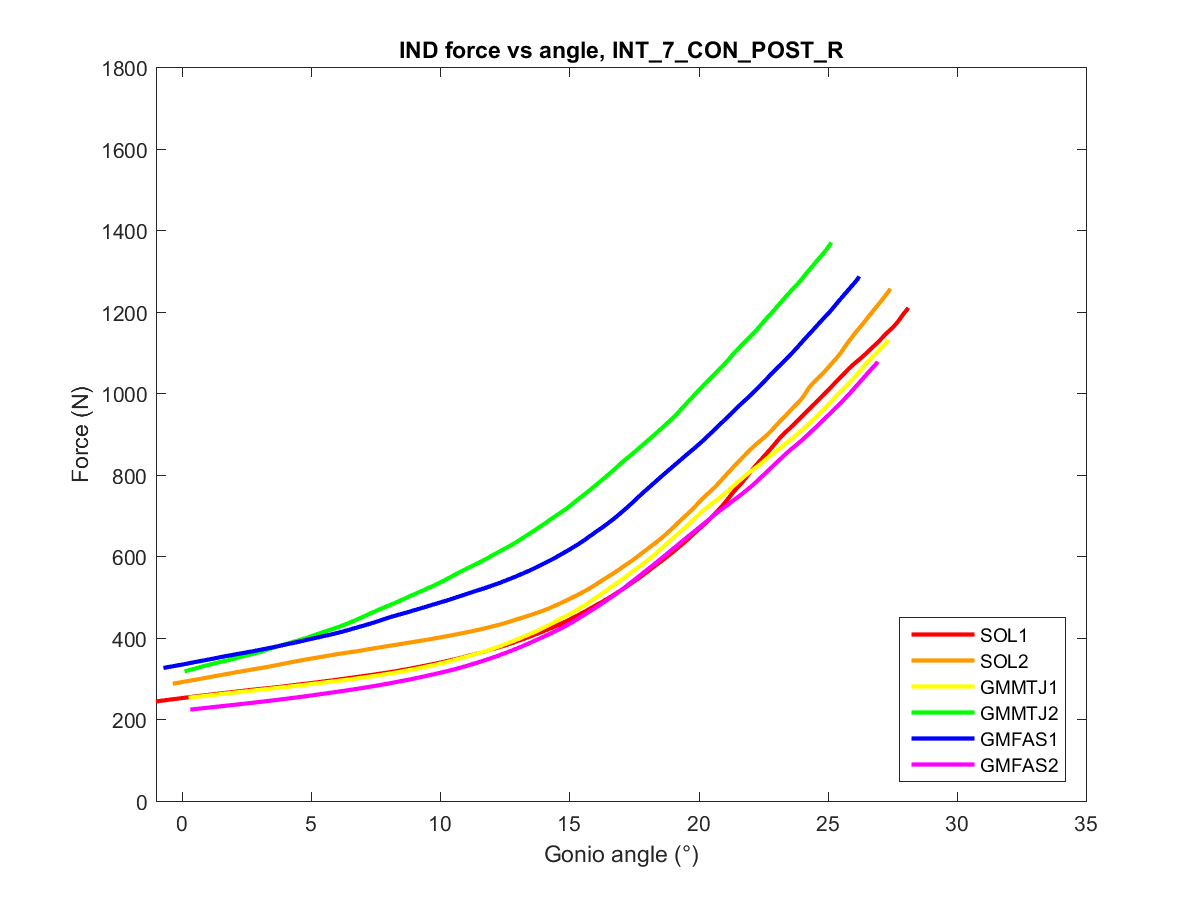 IND force vs angle, INT_7_CON_POST_R
1800
1600
1400
1200
1000
800
600
400
200
0
Force (N)
0 5 10 15 20 25 30 35
Gonio angle (°)
SOL1
SOL2
GMMTJ1
GMMTJ2
GMFAS1
GMFAS2